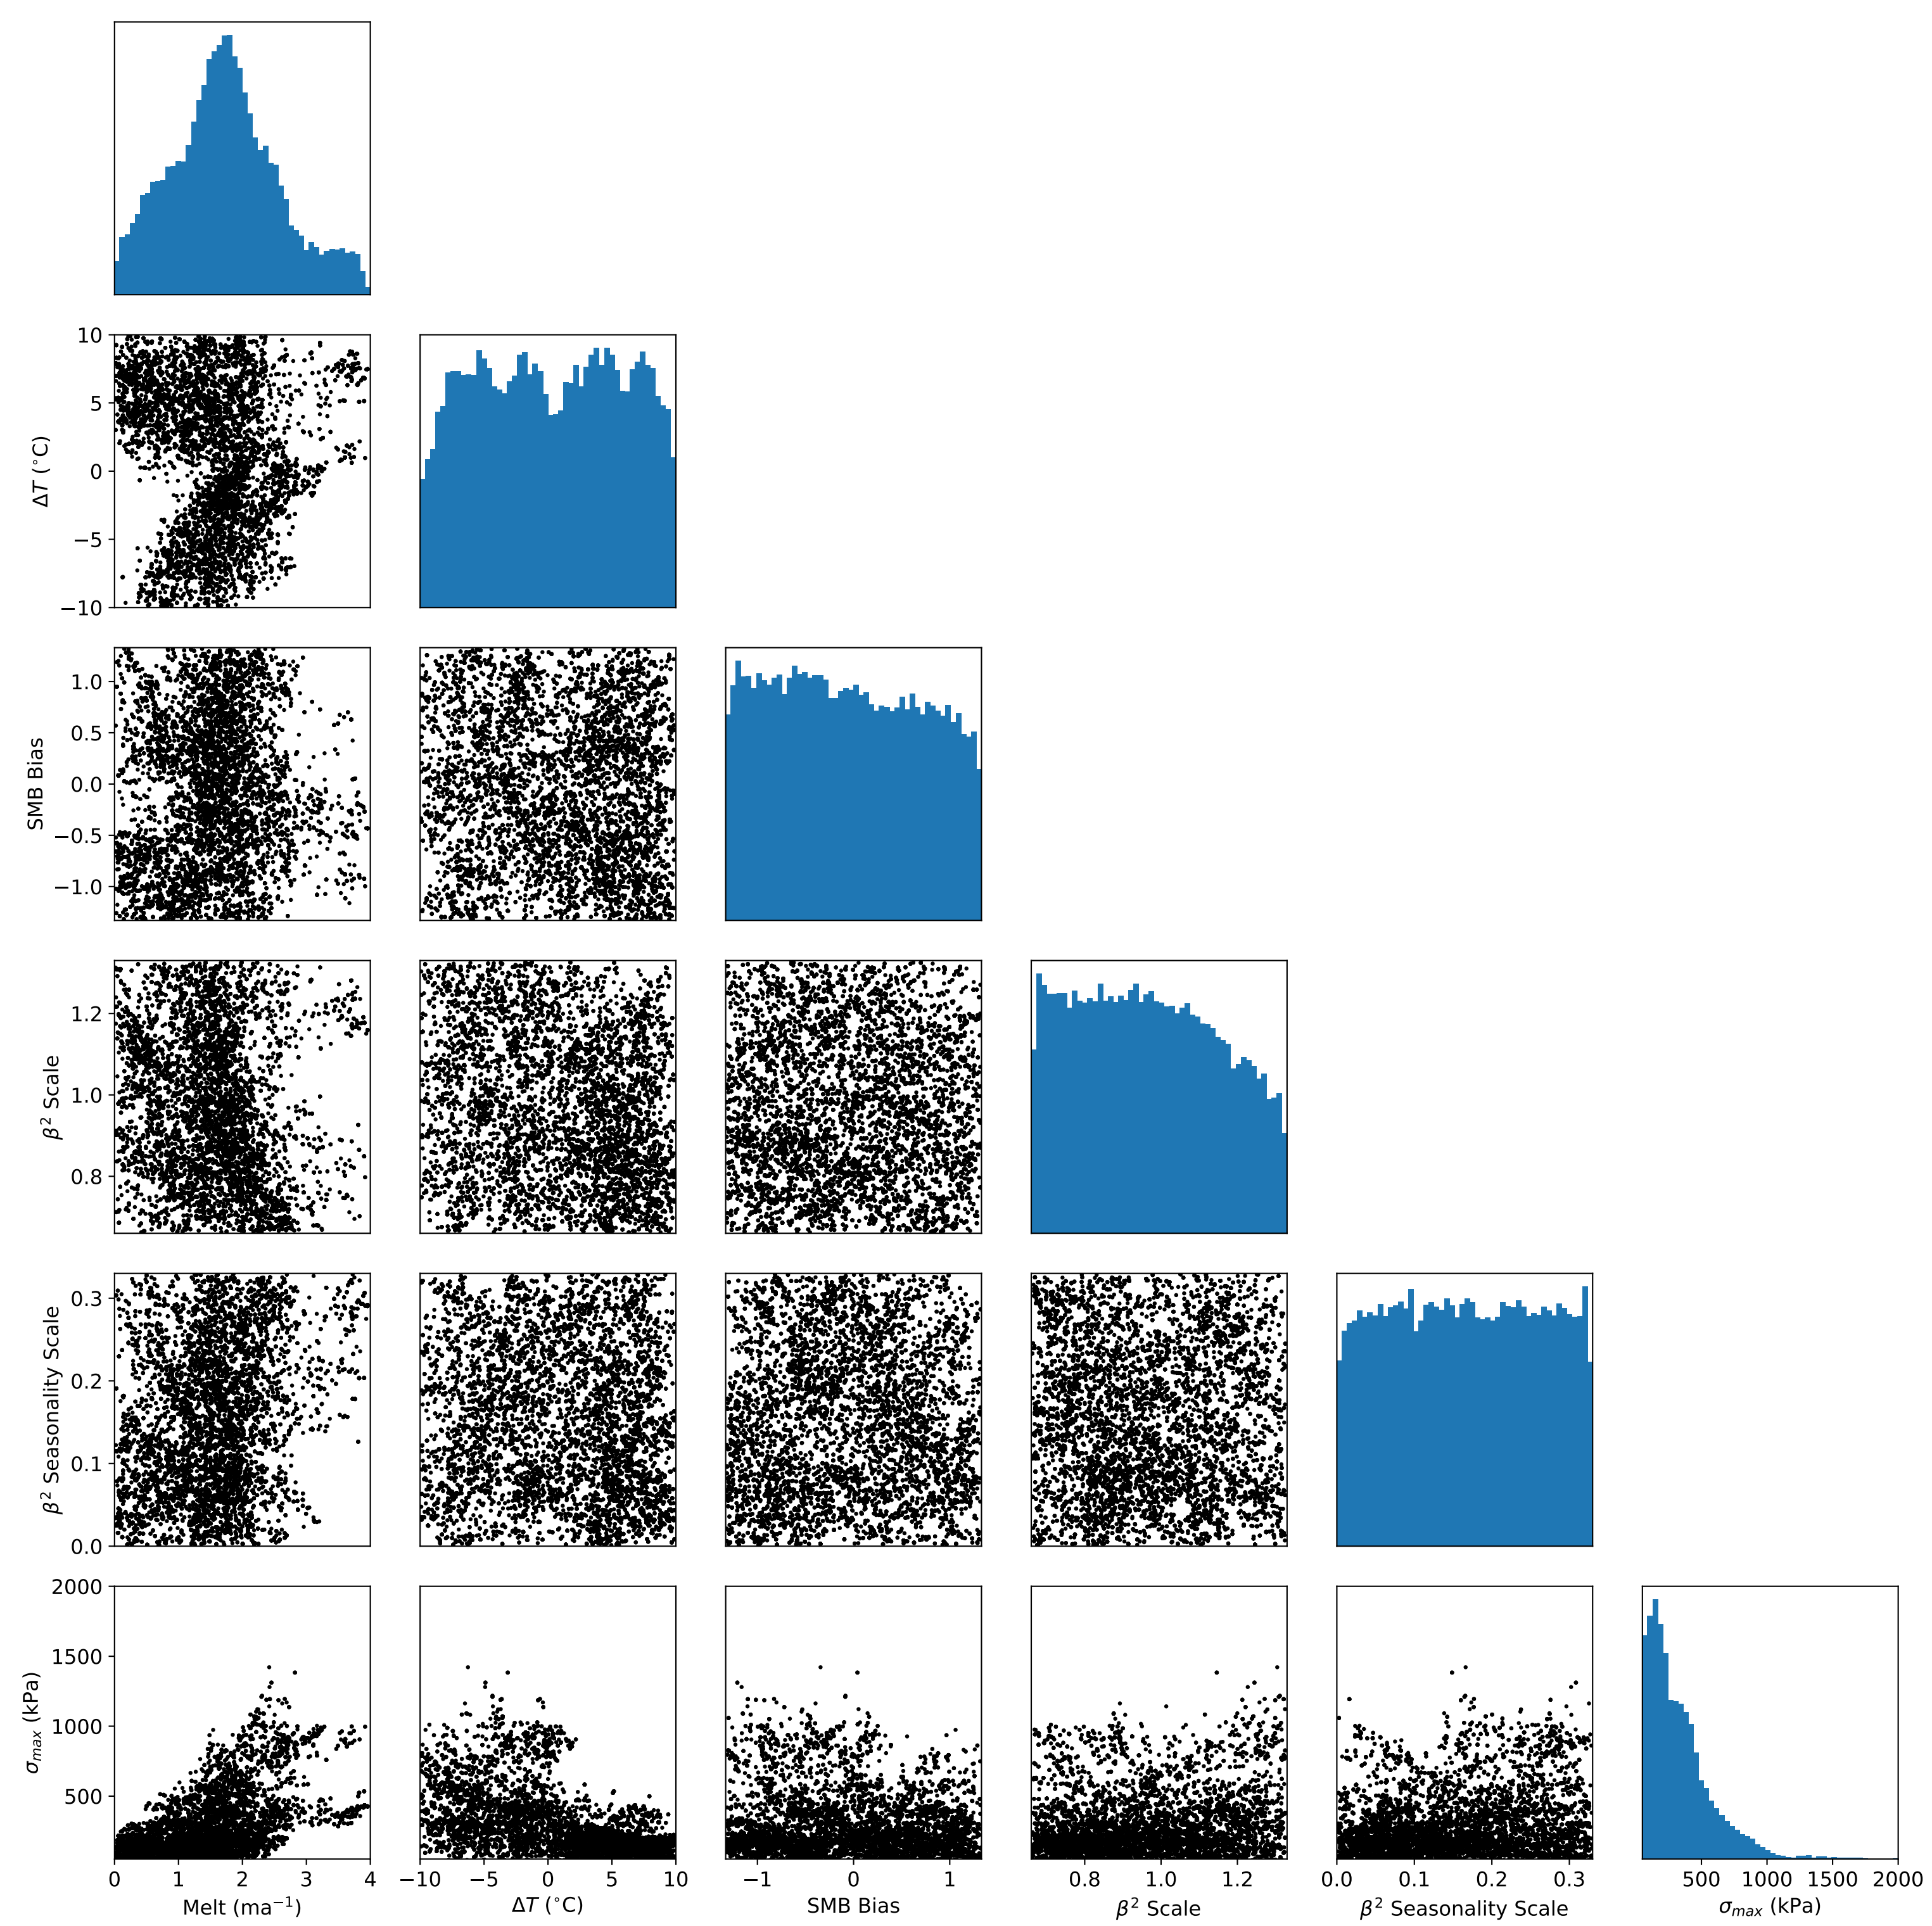 10
5
0
−5
−10
ΔT (°C)
1.0
0.5
0.0
−0.5
−1.0
SMB Bias
1.2
1.0
0.8
β² Scale
0.3
0.2
0.1
0.0
β² Seasonality Scale
2000
1500
1000
500
σmax (kPa)
0 1 2 3 4
Melt (ma⁻¹)
−10 −5 0 5 10
ΔT (°C)
−1 0 1
SMB Bias
0.8 1.0 1.2
β² Scale
0.0 0.1 0.2 0.3
β² Seasonality Scale
500 1000 1500 2000
σmax (kPa)